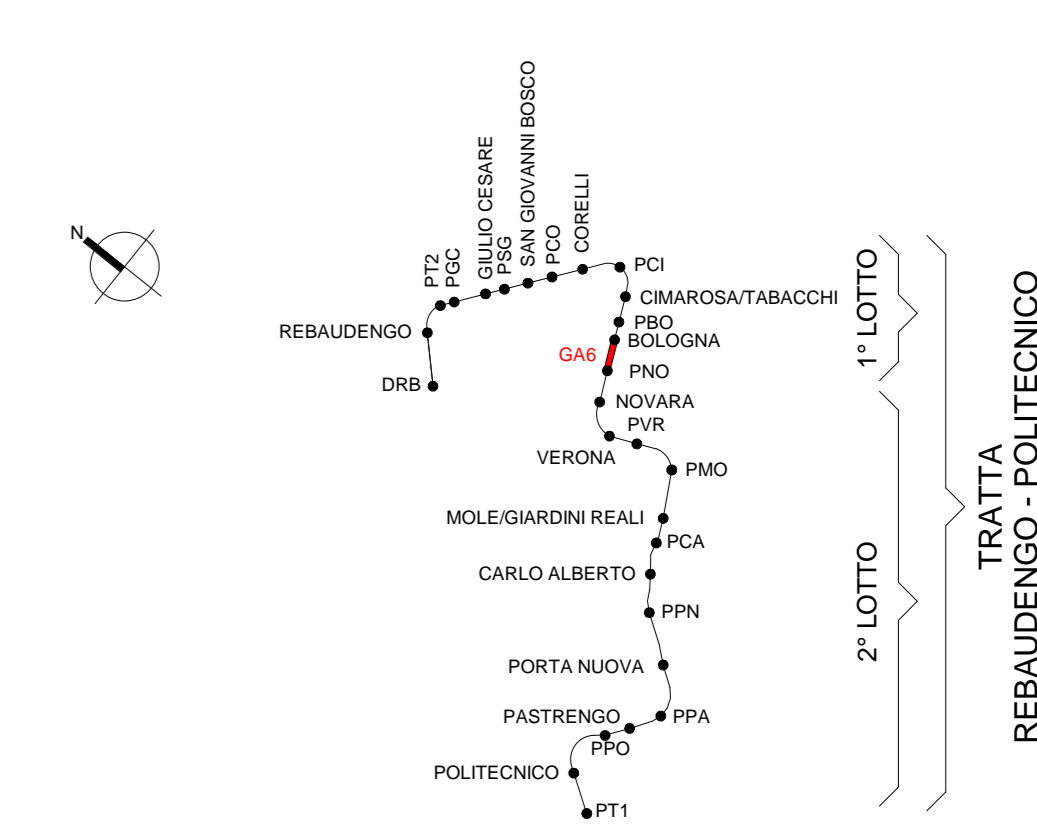 N
PT2
PGC
GIULIO CESARE
PSG
SAN GIOVANNI BOSCO
PCO
CORELLI
PCI
CIMAROSA/TABACCHI
PBO
BOLOGNA
REBAUDENGO
GA6
DRB
PNO
NOVARA
PVR
VERONA
PMO
MOLE/GIARDINI REALI
PCA
CARLO ALBERTO
PPN
PORTA NUOVA
PASTRENGO
PPA
PPO
POLITECNICO
PT1
1° LOTTO
2° LOTTO
TRATTA
REBAUDENGO - POLITECNICO